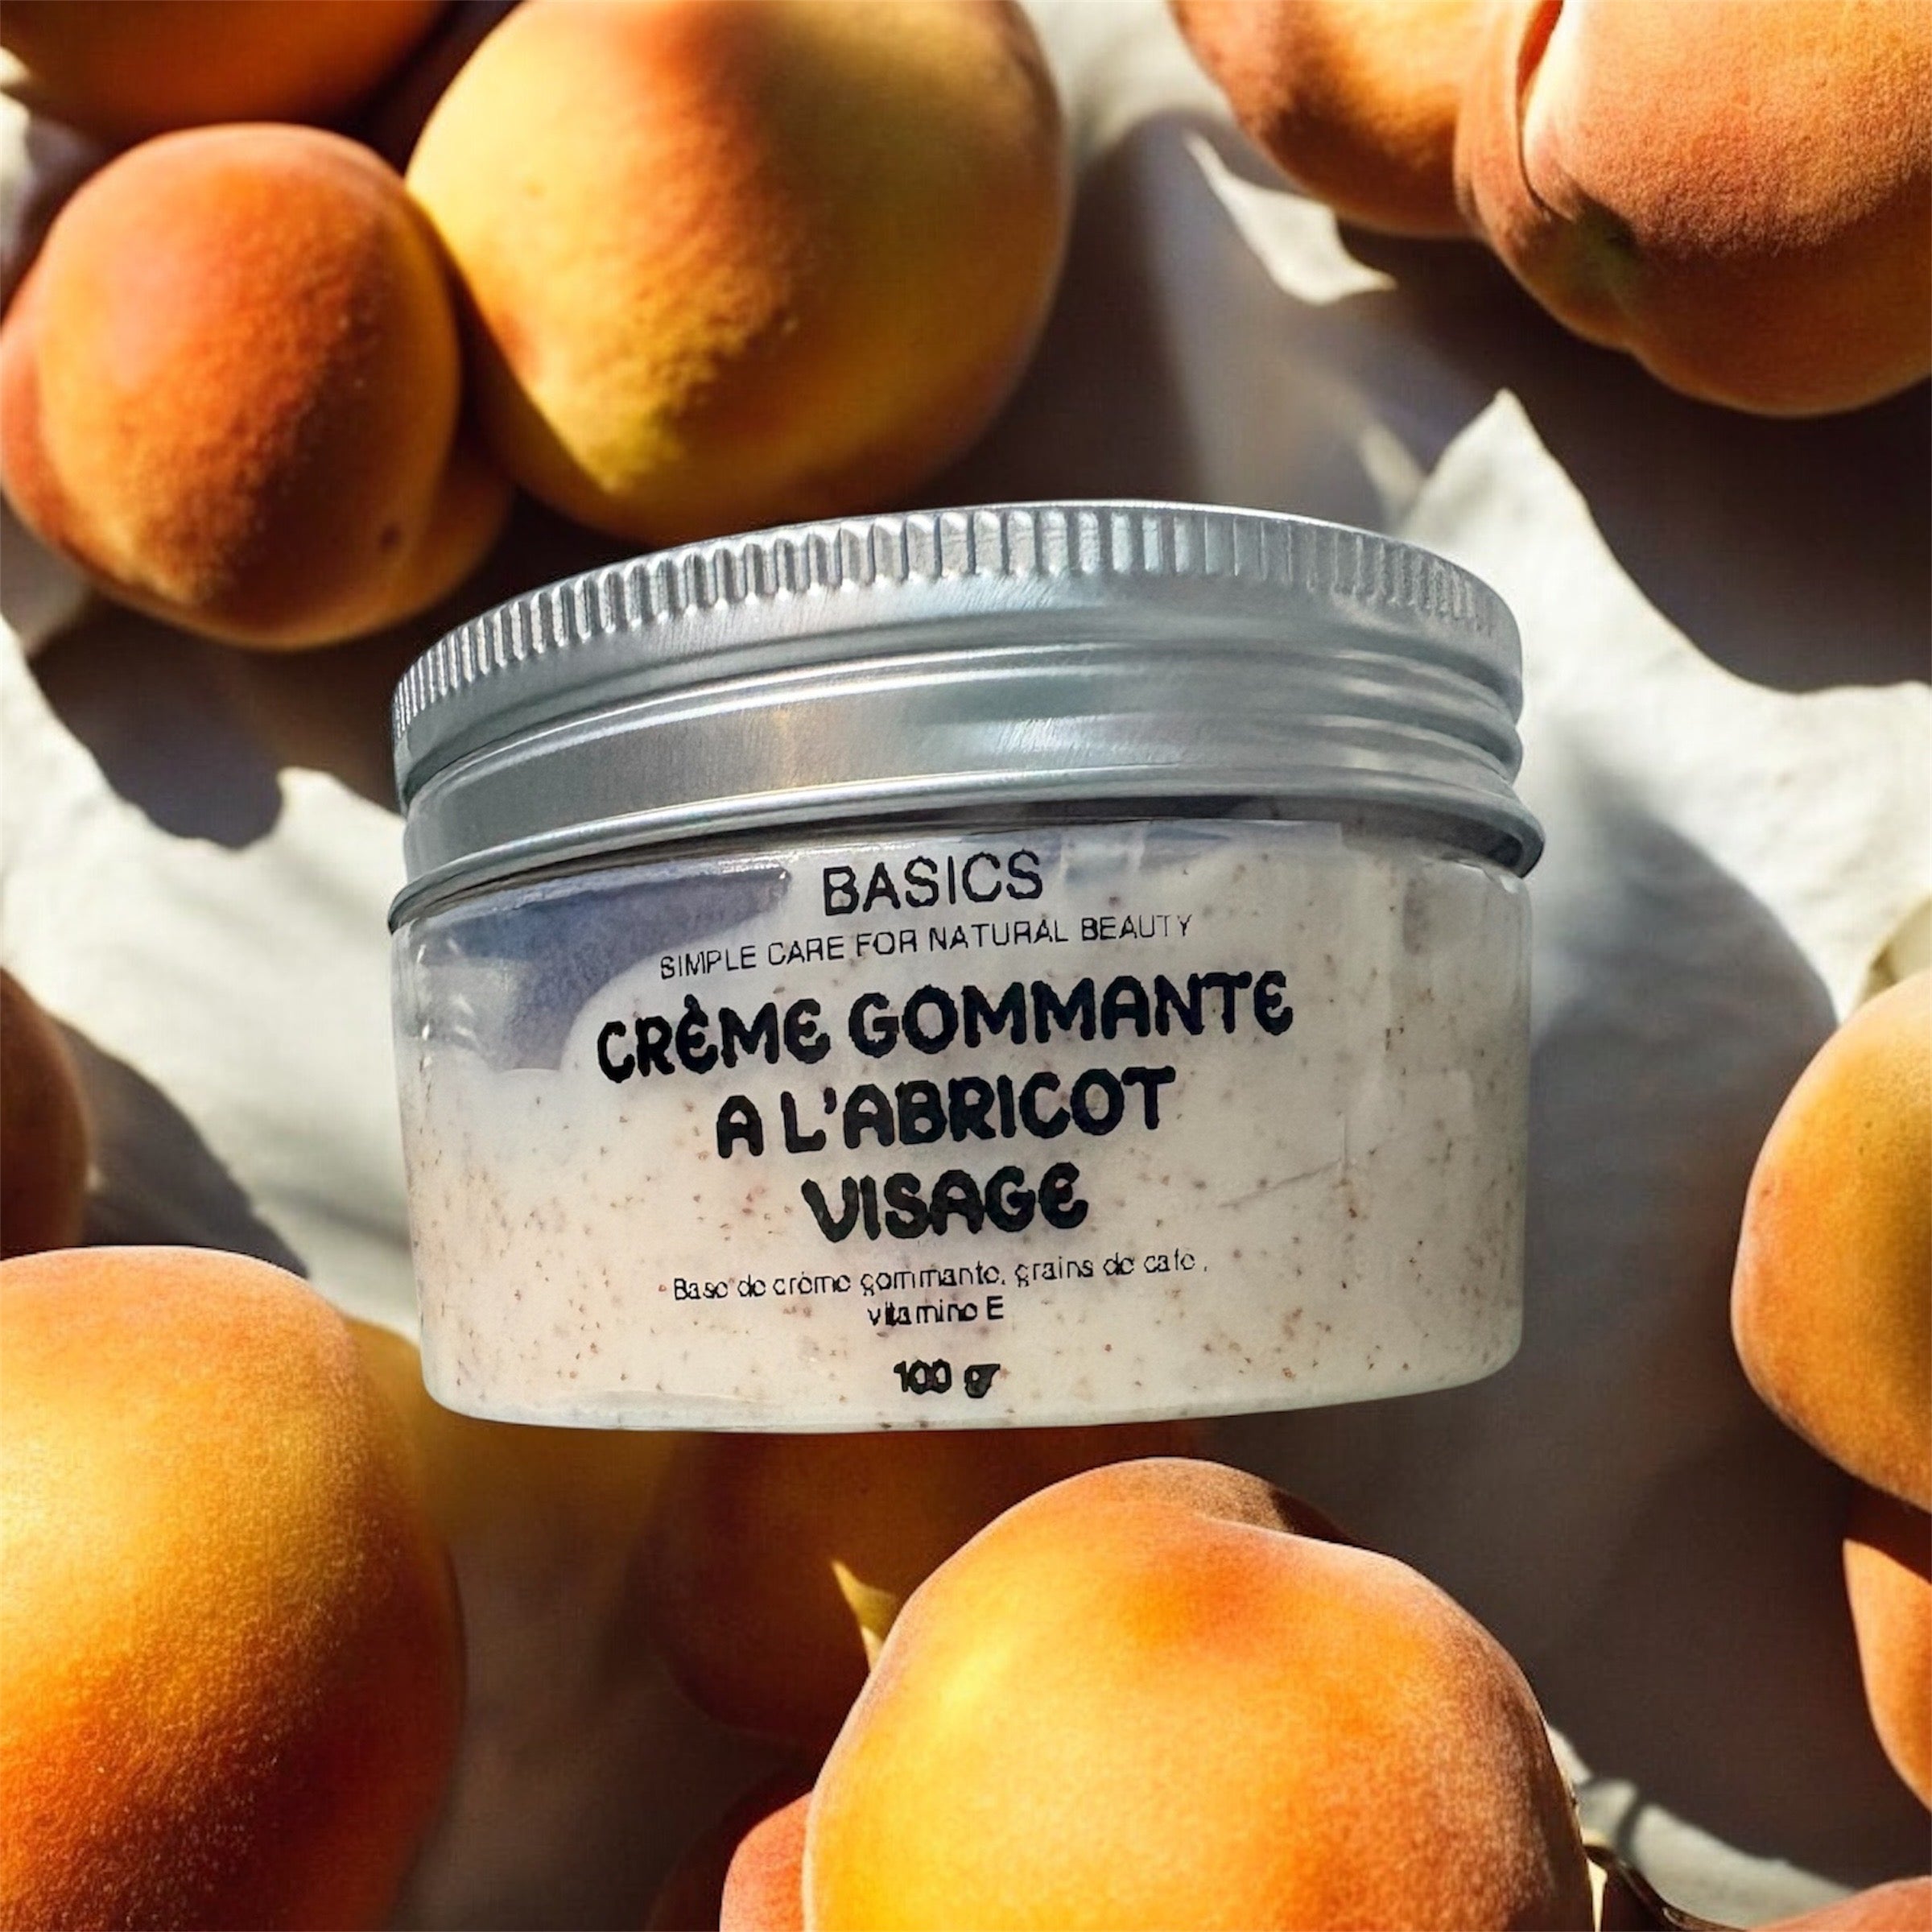 BASICS
SIMPLE CARE FOR NATURAL BEAUTY
CRÈME GOMMANTE
A L'ABRICOT
VISAGE
Base de crème gommante, grains de cafe ,
vitamine E
100 gr